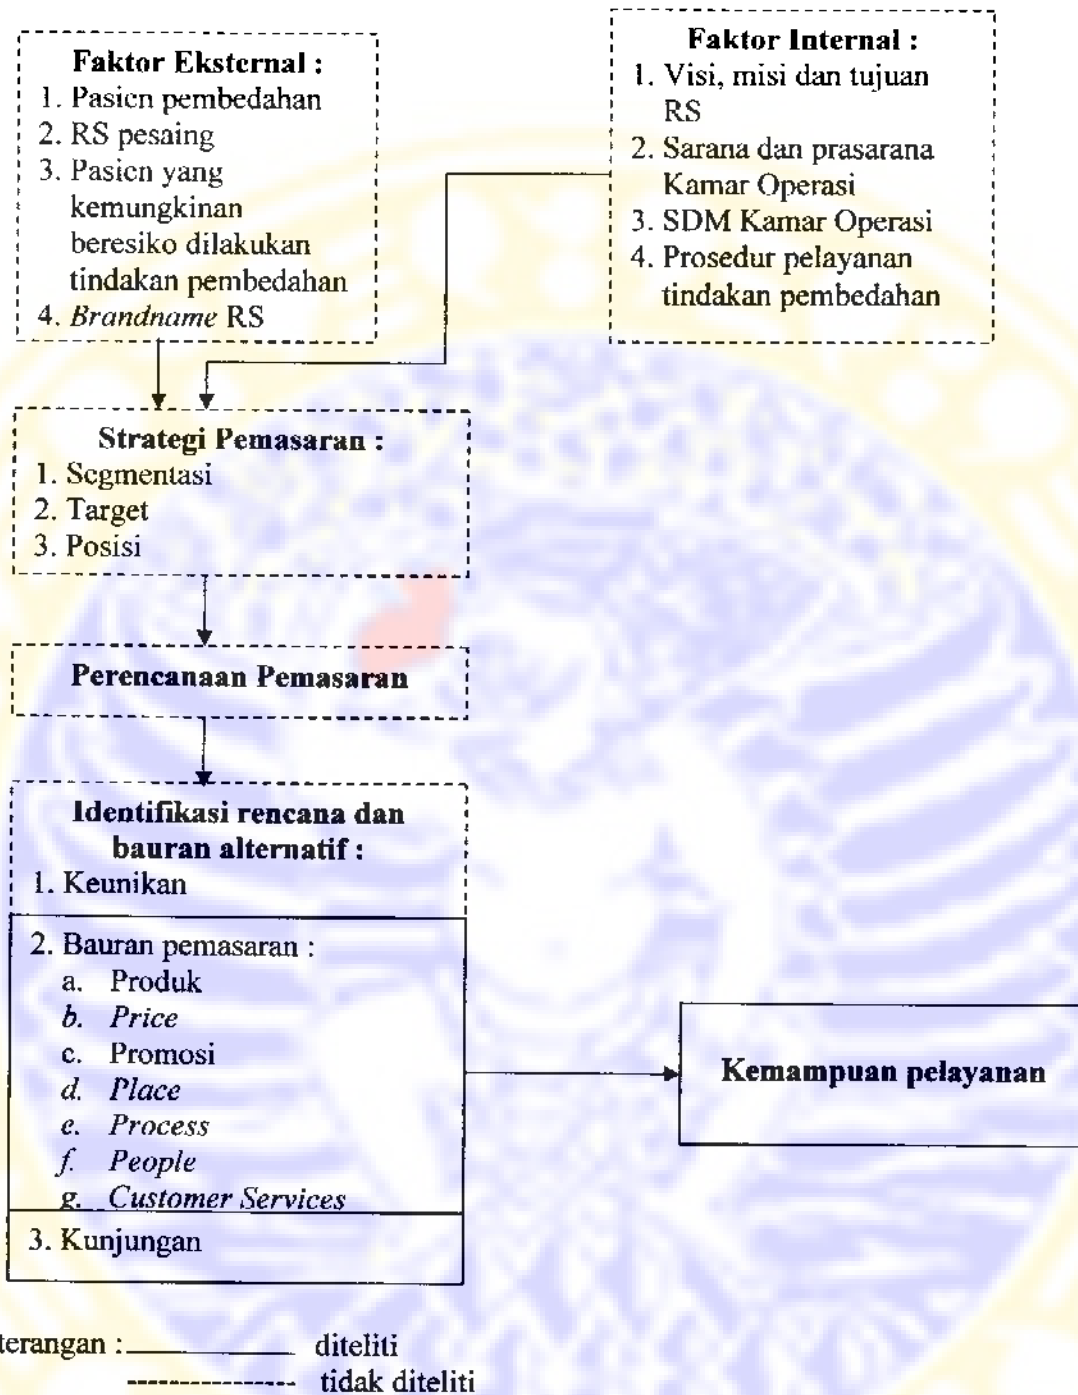 Faktor Eksternal :
1. Pasien pembedahan
2. RS pesaing
3. Pasien yang
kemungkinan
beresiko dilakukan
tindakan pembedahan
4. Brandname RS
Faktor Internal :
1. Visi, misi dan tujuan
RS
2. Sarana dan prasarana
Kamar Operasi
3. SDM Kamar Operasi
4. Prosedur pelayanan
tindakan pembedahan
Strategi Pemasaran :
1. Segmentasi
2. Target
3. Posisi
Perencanaan Pemasaran
Identifikasi rencana dan
bauran alternatif :
1. Keunikan
2. Bauran pemasaran :
a. Produk
b. Price
c. Promosi
d. Place
e. Process
f. People
g. Customer Services
3. Kunjungan
Kemampuan pelayanan
terangan : diteliti
tidak diteliti